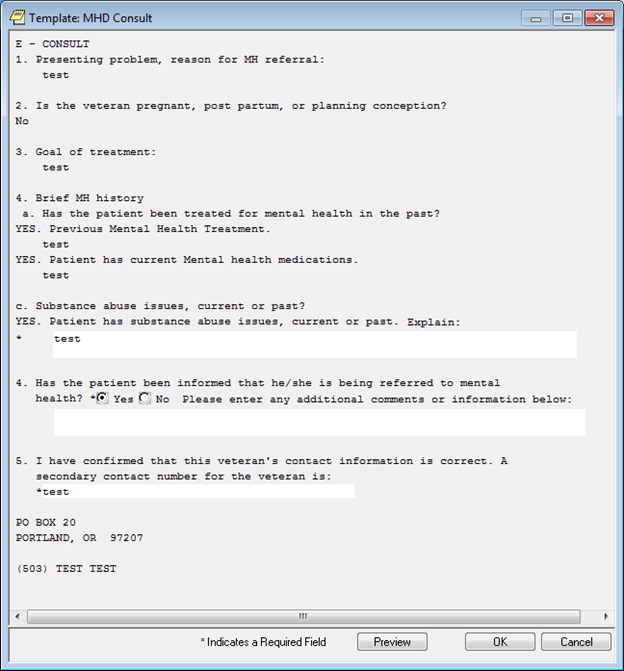 Template: MHD Consult
E - CONSULT
1. Presenting problem, reason for MH referral:
test
2. Is the veteran pregnant, post partum, or planning conception?
No
3. Goal of treatment:
test
4. Brief MH history
a. Has the patient been treated for mental health in the past?
YES. Previous Mental Health Treatment.
test
YES. Patient has current Mental health medications.
test
c. Substance abuse issues, current or past?
YES. Patient has substance abuse issues, current or past. Explain:
* test
4. Has the patient been informed that he/she is being referred to mental
health? * Yes No Please enter any additional comments or information below:
5. I have confirmed that this veteran's contact information is correct. A
secondary contact number for the veteran is:
*test
PO BOX 20
PORTLAND, OR 97207
(503) TEST TEST
* Indicates a Required Field Preview OK Cancel